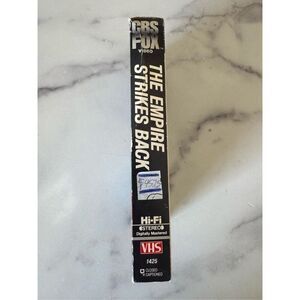 CBS
FOX
VIDEO
THE EMPIRE
STRIKES BACK
Hi-Fi
STEREO
Digitally Mastered
VHS
1425
CLOSED
CAPTIONED